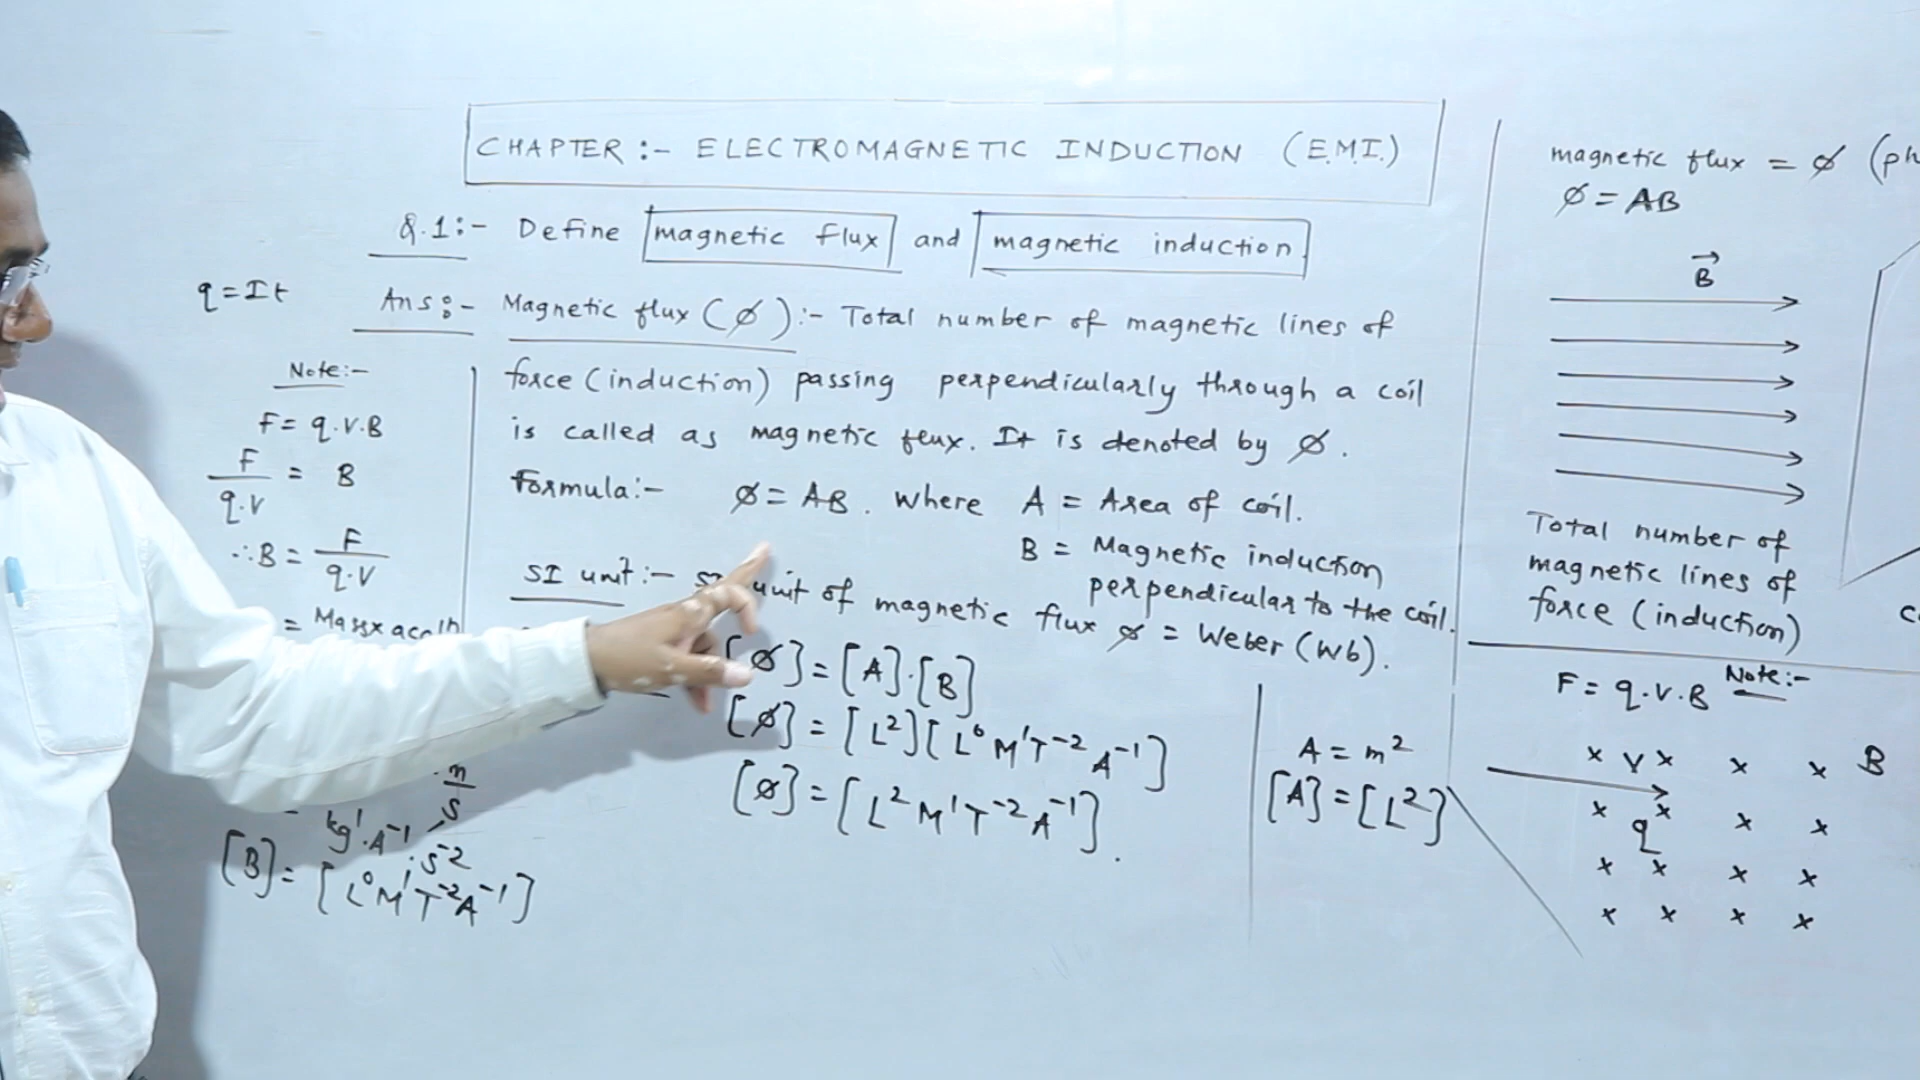 CHAPTER :- ELECTROMAGNETIC INDUCTION (E.M.I.)
Q.1:- Define magnetic flux and magnetic induction
Ans:- Magnetic flux (Ø):- Total number of magnetic lines of
force (induction) passing perpendicularly through a coil
is called as magnetic flux. It is denoted by Ø.
Formula:- Ø = AB. Where A = Area of coil.
B = Magnetic induction
perpendicular to the coil.
SI unit:- unit of magnetic flux Ø = Weber (Wb).
[Ø] = [A].[B]
[Ø] = [L²][L⁰M¹T⁻²A⁻¹]
[Ø] = [L²M¹T⁻²A⁻¹].
A = m²
[A] = [L²]
q = It
Note:-
F = q.V.B
F/q.V = B
∴B = F/q.V
= Mass x
m/s
= kg¹.A⁻¹.s⁻²
[B] = [L⁰M¹T⁻²A⁻¹]
magnetic flux = Ø (ph
Ø = AB
B⃗
Total number of
magnetic lines of
force (induction)
Note:-
F = q.V.B
× V × × × B
× × × ×
q
× × × ×
× × × ×